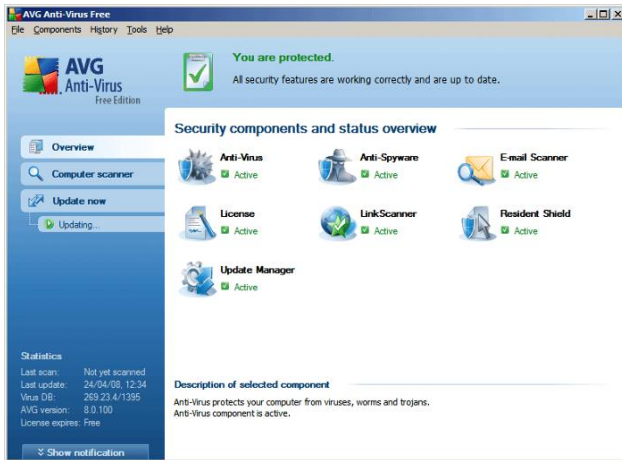 AVG Anti-Virus Free
File Components History Tools Help
AVG
Anti-Virus
Free Edition
You are protected.
All security features are working correctly and are up to date.
Overview
Computer scanner
Update now
Updating...
Security components and status overview
Anti-Virus
Active
Anti-Spyware
Active
E-mail Scanner
Active
License
Active
LinkScanner
Active
Resident Shield
Active
Update Manager
Active
Statistics
Last scan: Not yet scanned
Last update: 24/04/08, 12:34
Virus DB: 269.23.4/1395
AVG version: 8.0.100
License expires: Free
Show notification
Description of selected component
Anti-Virus protects your computer from viruses, worms and trojans.
Anti-Virus component is active.